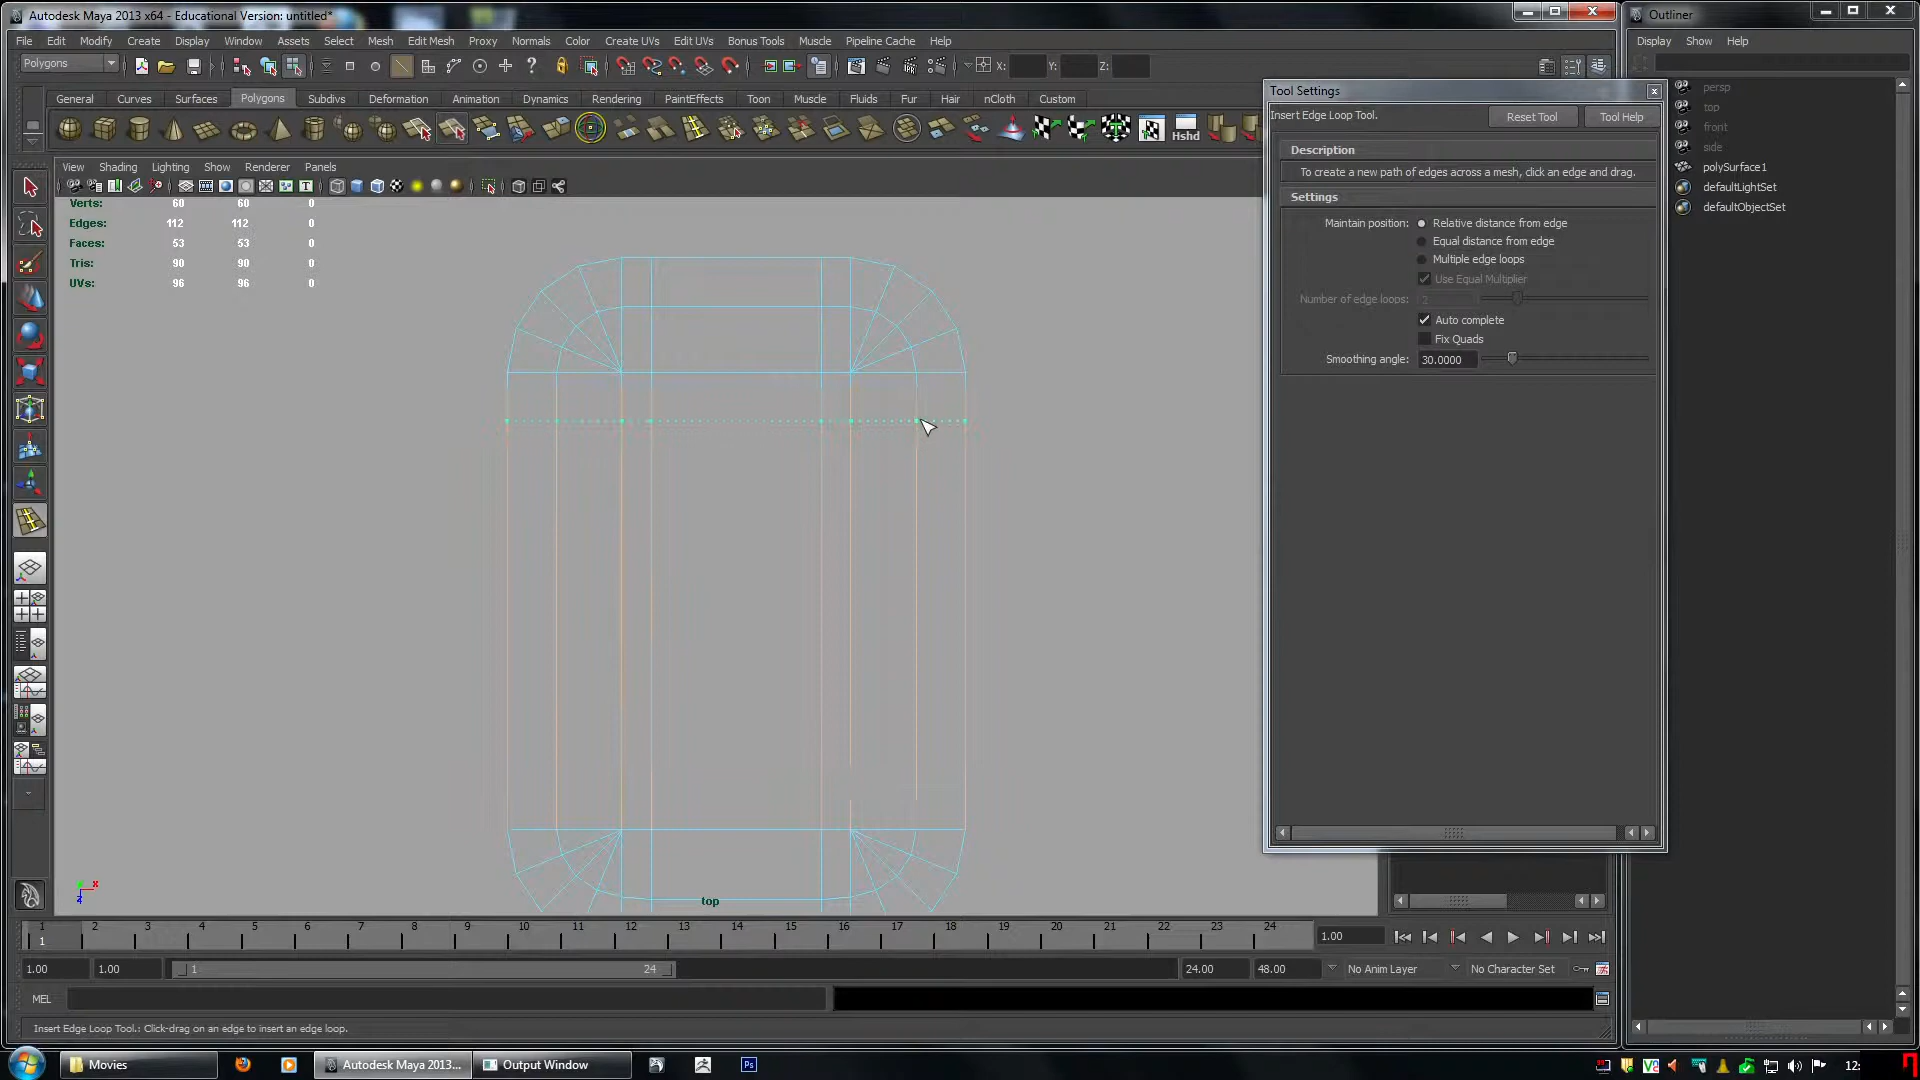 Autodesk Maya 2013 x64 - Educational Version: untitled*
File Edit Modify Create Display Window Assets Select Mesh Edit Mesh Proxy Normals Color Create UVs Edit UVs Bonus Tools Muscle Pipeline Cache Help
Polygons X: Y: Z:
General Curves Surfaces Polygons Subdivs Deformation Animation Dynamics Rendering PaintEffects Toon Muscle Fluids Fur Hair nCloth Custom
Hshd
View Shading Lighting Show Renderer Panels
Verts: 60 60 0
Edges: 112 112 0
Faces: 53 53 0
Tris: 90 90 0
UVs: 96 96 0
top
x
z
Tool Settings
Insert Edge Loop Tool. Reset Tool Tool Help
Description
To create a new path of edges across a mesh, click an edge and drag.
Settings
Maintain position: Relative distance from edge
Equal distance from edge
Multiple edge loops
Use Equal Multiplier
Number of edge loops: 2
Auto complete
Fix Quads
Smoothing angle: 30.0000
Outliner
Display Show Help
persp
top
front
side
polySurface1
defaultLightSet
defaultObjectSet
1 2 3 4 5 6 7 8 9 10 11 12 13 14 15 16 17 18 19 20 21 22 23 24
1 1.00
1.00 1.00 1 24 24.00 48.00 No Anim Layer No Character Set
MEL
Insert Edge Loop Tool.: Click-drag on an edge to insert an edge loop.
Movies Autodesk Maya 2013... Output Window Ps 12: